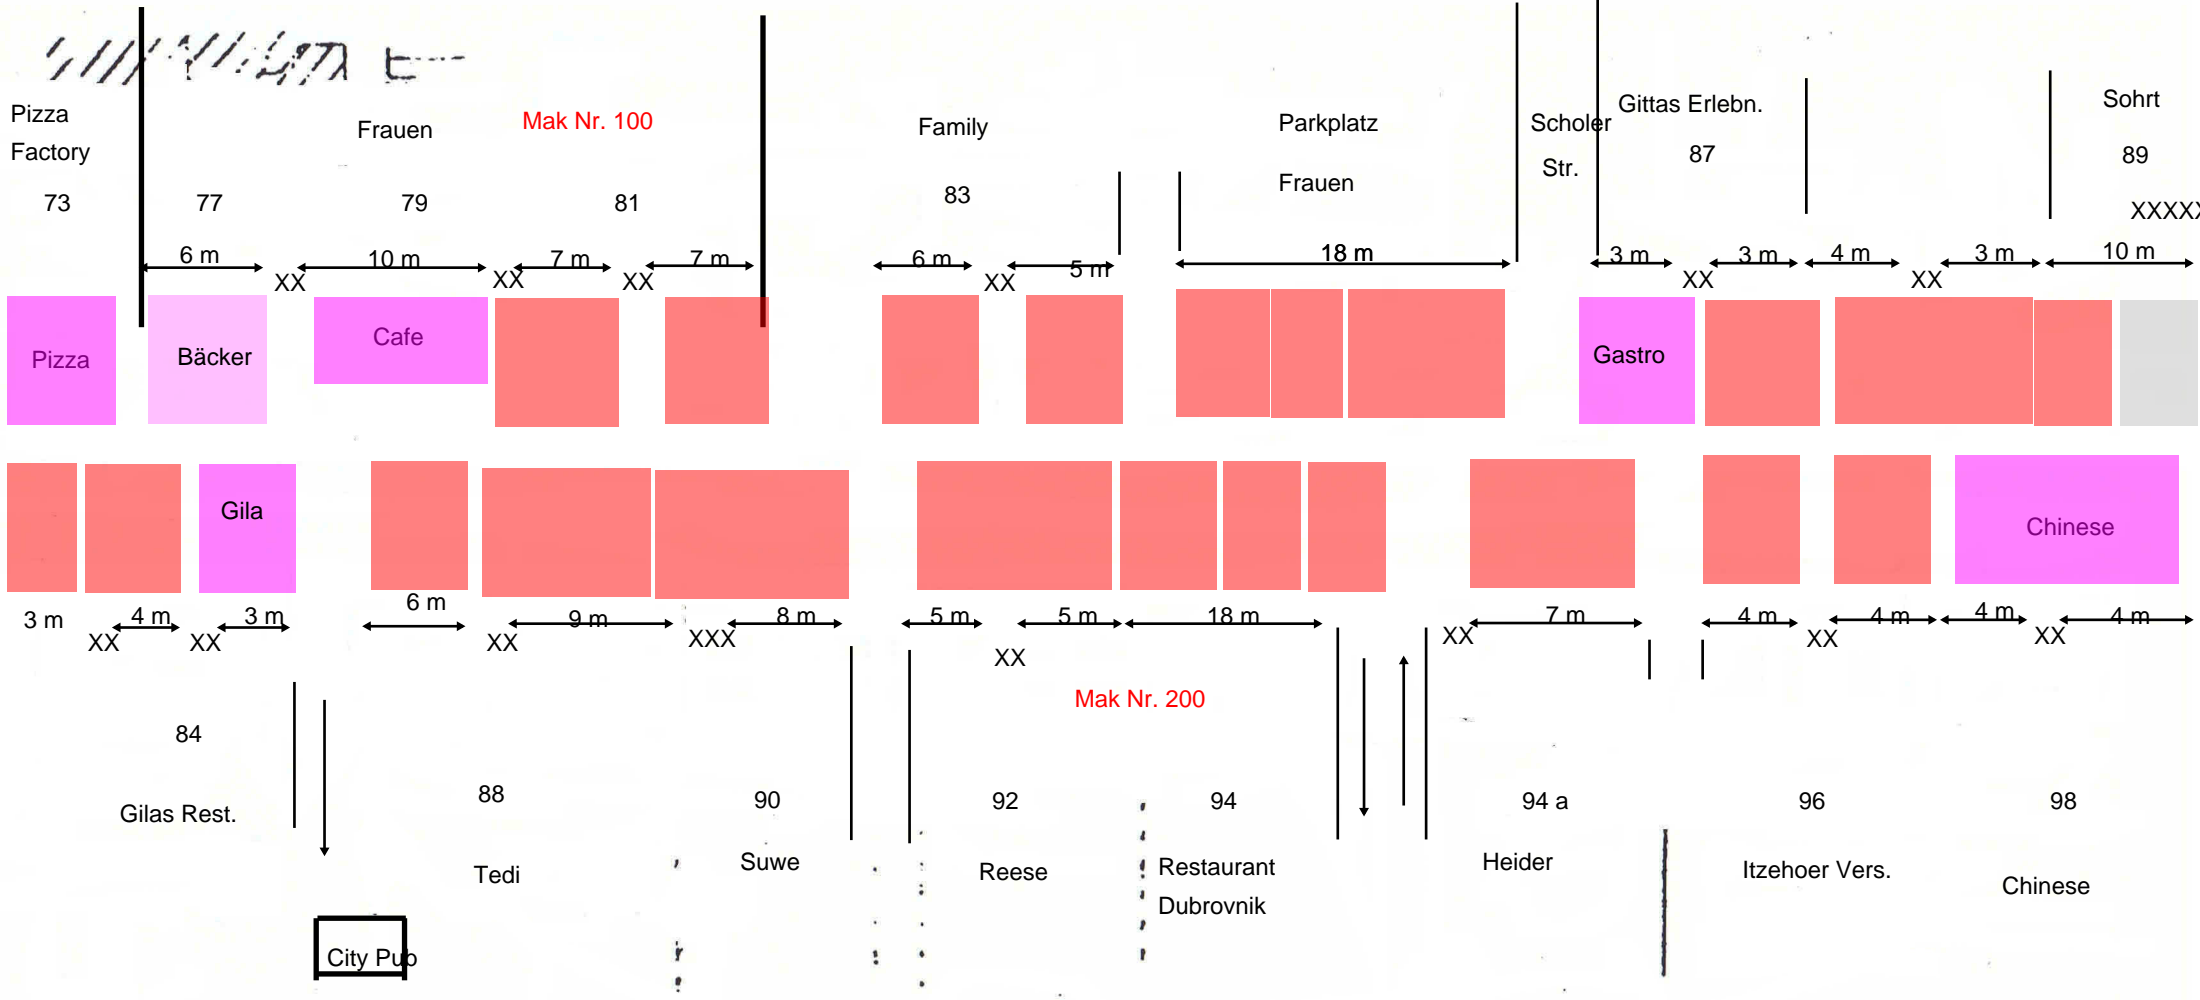 Pizza
Factory
73
77
Frauen
79
Mak Nr. 100
81
Family
83
Parkplatz
Frauen
Scholer
Str.
Gittas Erlebn.
87
Sohrt
89
XXXXX
6 m
XX
10 m
XX
7 m
XX
7 m
6 m
XX
5 m
18 m
3 m
XX
3 m
4 m
XX
3 m
10 m
Pizza
Bäcker
Cafe
Gastro
Gila
Chinese
3 m
XX
4 m
XX
3 m
6 m
XX
9 m
XXX
8 m
5 m
XX
5 m
18 m
XX
7 m
4 m
XX
4 m
4 m
XX
4 m
Mak Nr. 200
84
Gilas Rest.
88
Tedi
90
Suwe
92
Reese
94
Restaurant
Dubrovnik
94 a
Heider
96
Itzehoer Vers.
98
Chinese
City Pub